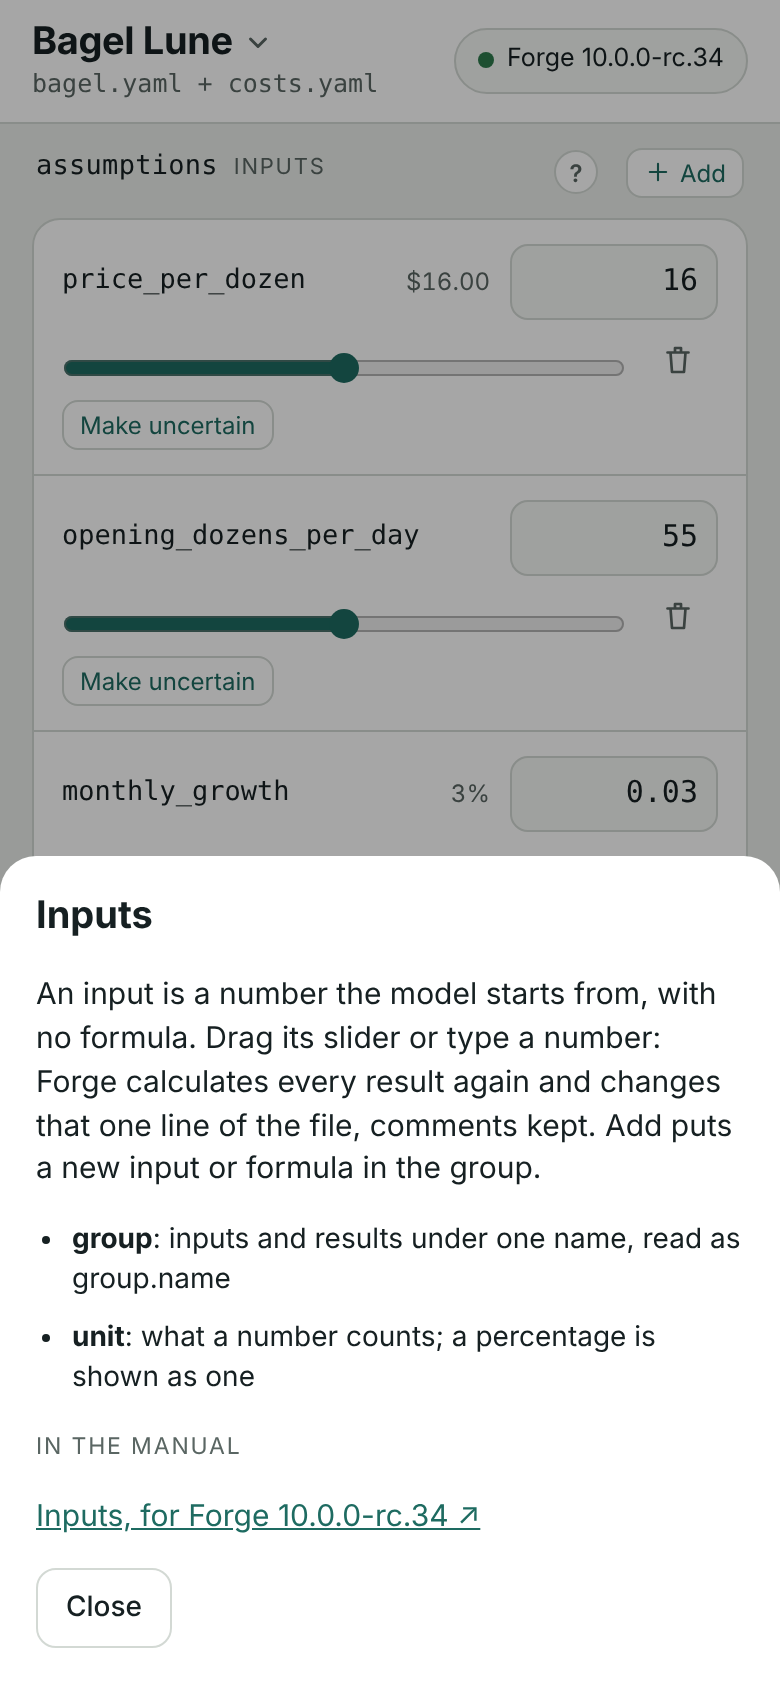 Bagel Lune
bagel.yaml + costs.yaml
Forge 10.0.0-rc.34
assumptions INPUTS
?
+ Add
price_per_dozen
$16.00
16
Make uncertain
opening_dozens_per_day
55
Make uncertain
monthly_growth
3%
0.03
Inputs
An input is a number the model starts from, with
no formula. Drag its slider or type a number:
Forge calculates every result again and changes
that one line of the file, comments kept. Add puts
a new input or formula in the group.
• group: inputs and results under one name, read as
group.name
• unit: what a number counts; a percentage is
shown as one
IN THE MANUAL
Inputs, for Forge 10.0.0-rc.34 ↗
Close